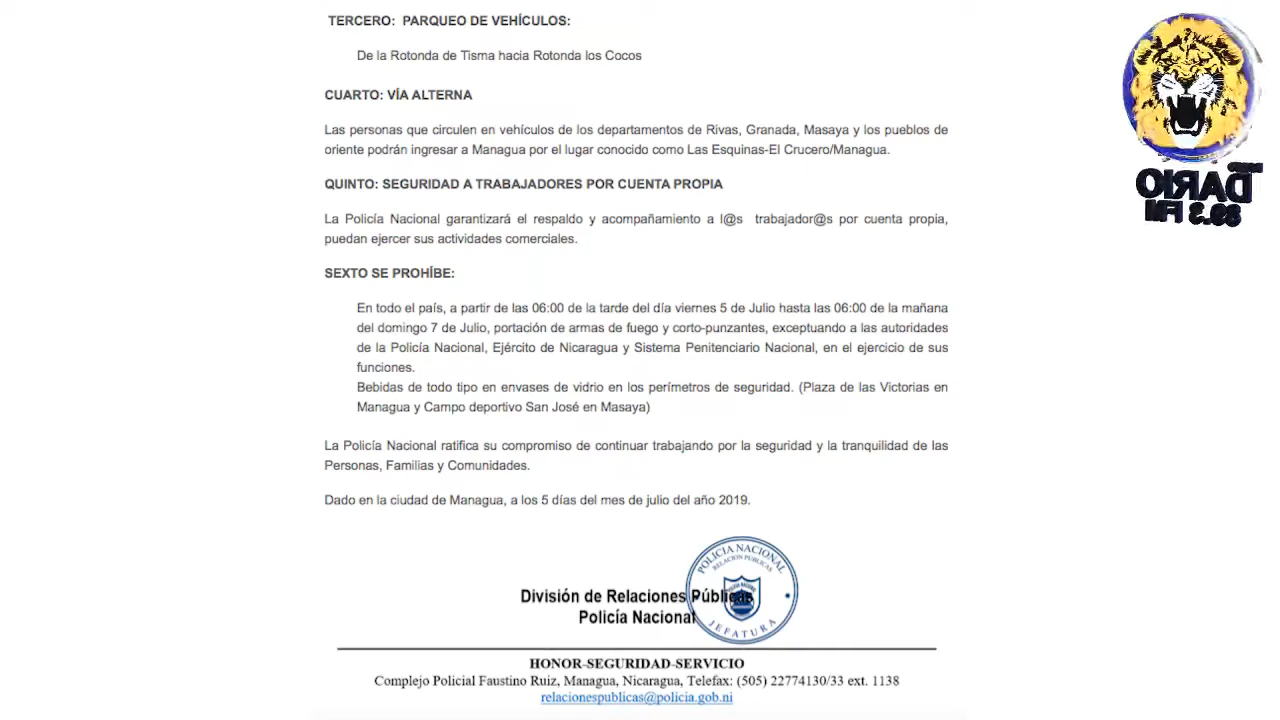 TERCERO: PARQUEO DE VEHÍCULOS:
De la Rotonda de Tisma hacia Rotonda los Cocos
CUARTO: VÍA ALTERNA
Las personas que circulen en vehículos de los departamentos de Rivas, Granada, Masaya y los pueblos de
oriente podrán ingresar a Managua por el lugar conocido como Las Esquinas-El Crucero/Managua.
QUINTO: SEGURIDAD A TRABAJADORES POR CUENTA PROPIA
La Policía Nacional garantizará el respaldo y acompañamiento a l@s trabajador@s por cuenta propia,
puedan ejercer sus actividades comerciales.
SEXTO SE PROHÍBE:
En todo el país, a partir de las 06:00 de la tarde del día viernes 5 de Julio hasta las 06:00 de la mañana
del domingo 7 de Julio, portación de armas de fuego y corto-punzantes, exceptuando a las autoridades
de la Policía Nacional, Ejército de Nicaragua y Sistema Penitenciario Nacional, en el ejercicio de sus
funciones.
Bebidas de todo tipo en envases de vidrio en los perímetros de seguridad. (Plaza de las Victorias en
Managua y Campo deportivo San José en Masaya)
La Policía Nacional ratifica su compromiso de continuar trabajando por la seguridad y la tranquilidad de las
Personas, Familias y Comunidades.
Dado en la ciudad de Managua, a los 5 días del mes de julio del año 2019.
POLICIA NACIONAL
RELACION PUBLICAS
JEFATURA
División de Relaciones Públicas
Policía Nacional
HONOR-SEGURIDAD-SERVICIO
Complejo Policial Faustino Ruiz, Managua, Nicaragua, Telefax: (505) 22774130/33 ext. 1138
relacionespublicas@policia.gob.ni
DARIO
89.3 FM